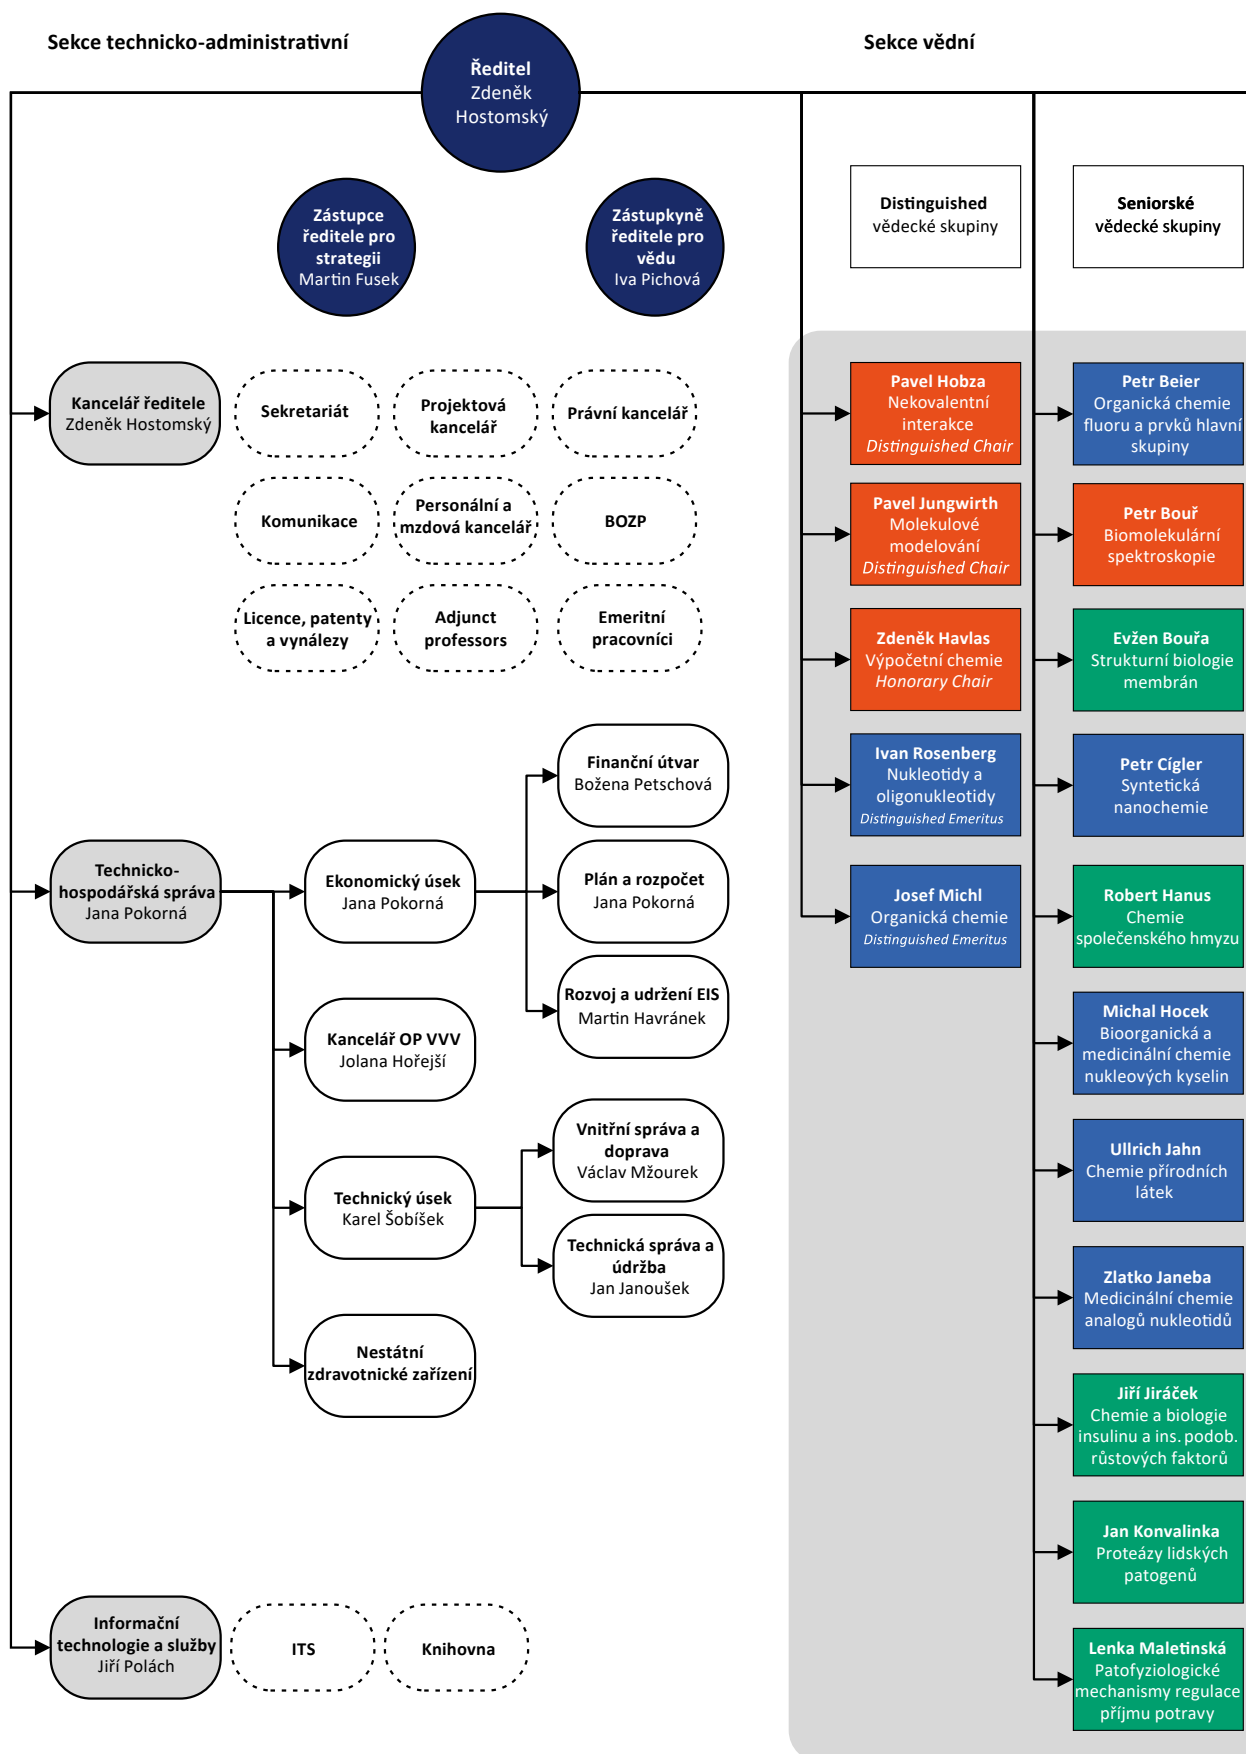 Sekce technicko-administrativní
Sekce vědní
Ředitel
Zdeněk
Hostomský
Zástupce
ředitele pro
strategii
Martin Fusek
Zástupkyně
ředitele pro
vědu
Iva Pichová
Distinguished
vědecké skupiny
Seniorské
vědecké skupiny
Kancelář ředitele
Zdeněk Hostomský
Sekretariát
Projektová
kancelář
Právní kancelář
Komunikace
Personální a
mzdová kancelář
BOZP
Licence, patenty
a vynálezy
Adjunct
professors
Emeritní
pracovníci
Technicko-
hospodářská správa
Jana Pokorná
Ekonomický úsek
Jana Pokorná
Finanční útvar
Božena Petschová
Plán a rozpočet
Jana Pokorná
Rozvoj a udržení EIS
Martin Havránek
Kancelář OP VVV
Jolana Hořejší
Technický úsek
Karel Šobíšek
Vnitřní správa a
doprava
Václav Mžourek
Technická správa a
údržba
Jan Janoušek
Nestátní
zdravotnické zařízení
Informační
technologie a služby
Jiří Polách
ITS
Knihovna
Pavel Hobza
Nekovalentní
interakce
Distinguished Chair
Pavel Jungwirth
Molekulové
modelování
Distinguished Chair
Zdeněk Havlas
Výpočetní chemie
Honorary Chair
Ivan Rosenberg
Nukleotidy a
oligonukleotidy
Distinguished Emeritus
Josef Michl
Organická chemie
Distinguished Emeritus
Petr Beier
Organická chemie
fluoru a prvků hlavní
skupiny
Petr Bouř
Biomolekulární
spektroskopie
Evžen Bouřa
Strukturní biologie
membrán
Petr Cígler
Syntetická
nanochemie
Robert Hanus
Chemie
společenského hmyzu
Michal Hocek
Bioorganická a
medicinální chemie
nukleových kyselin
Ullrich Jahn
Chemie přírodních
látek
Zlatko Janeba
Medicinální chemie
analogů nukleotidů
Jiří Jiráček
Chemie a biologie
insulinu a ins. podob.
růstových faktorů
Jan Konvalinka
Proteázy lidských
patogenů
Lenka Maletínská
Patofyziologické
mechanismy regulace
příjmu potravy